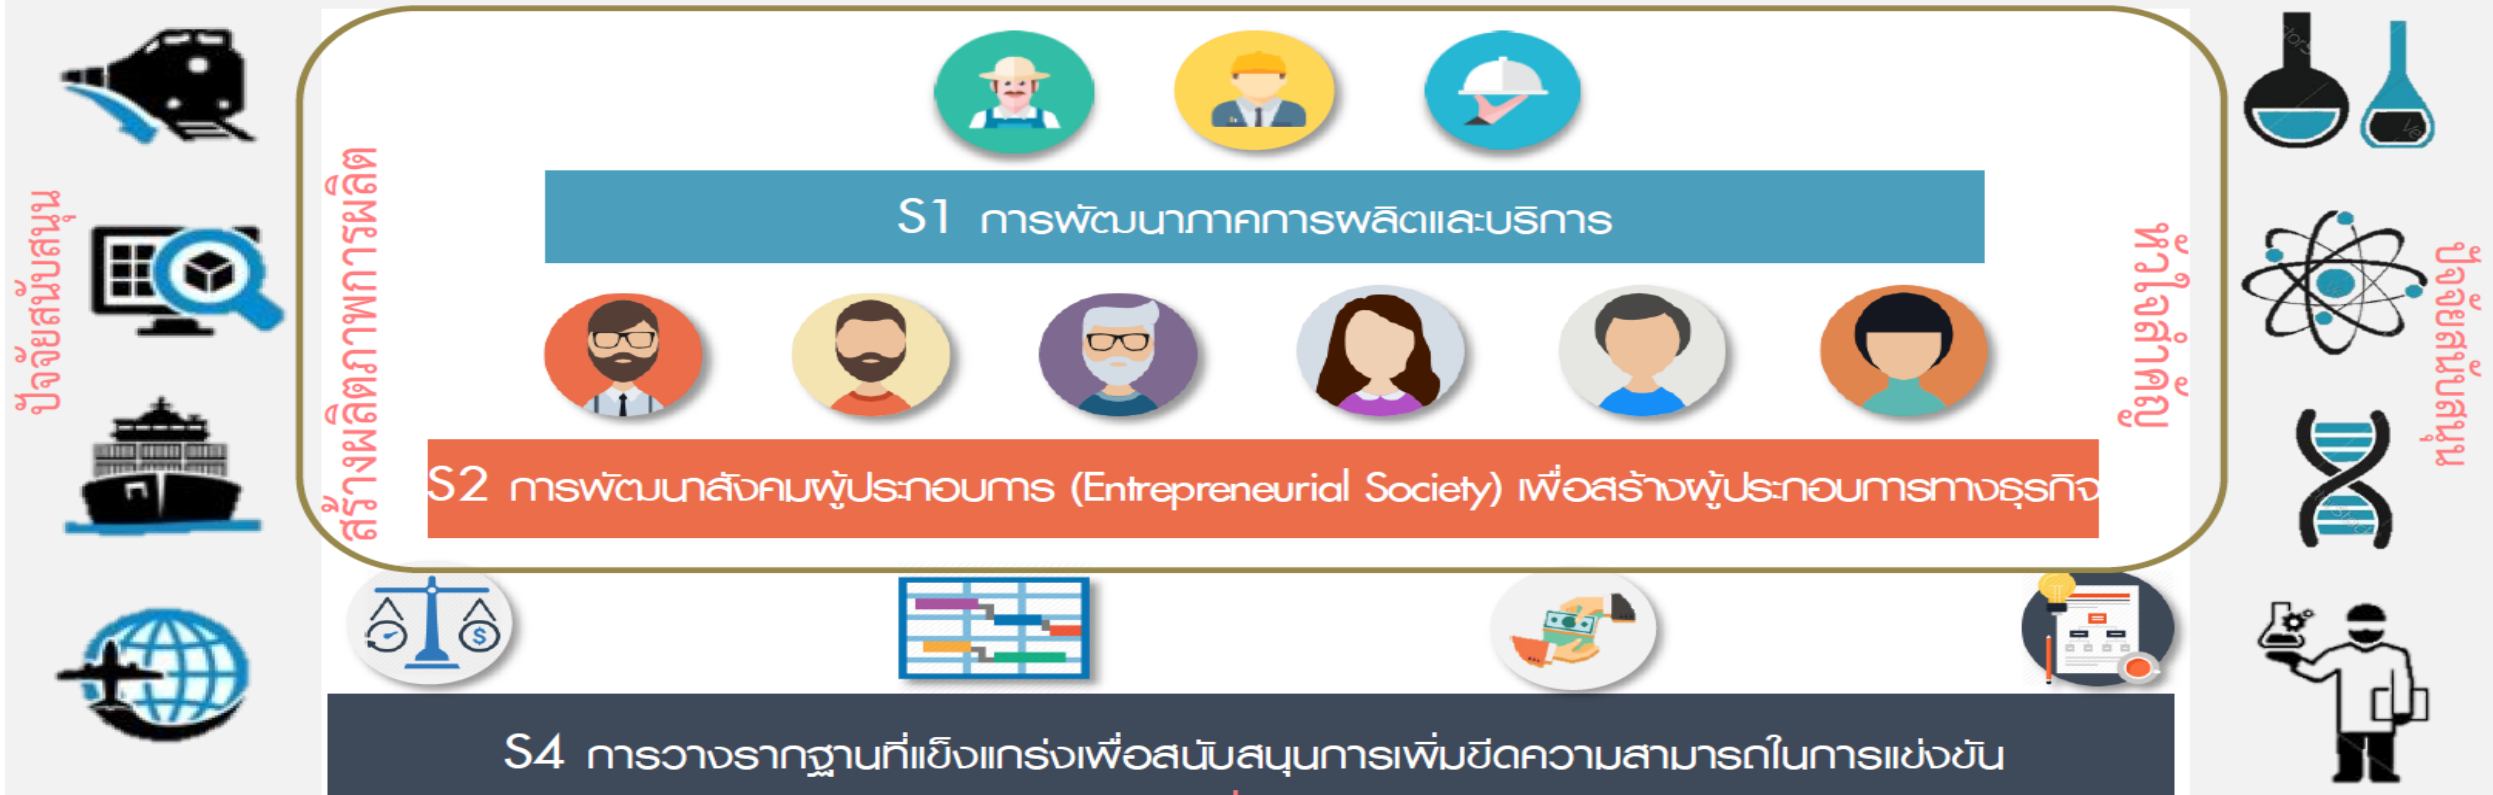 ปัจจัยสนับสนุน
สร้างผลิตภาพการผลิต
S1 การพัฒนาภาคการผลิตและบริการ
S2 การพัฒนาสังคมผู้ประกอบการ (Entrepreneurial Society) เพื่อสร้างผู้ประกอบการทางธุรกิจ
หัวใจสำคัญ
ปัจจัยสนับสนุน
S4 การวางรากฐานที่แข็งแกร่งเพื่อสนับสนุนการเพิ่มขีดความสามารถในการแข่งขัน